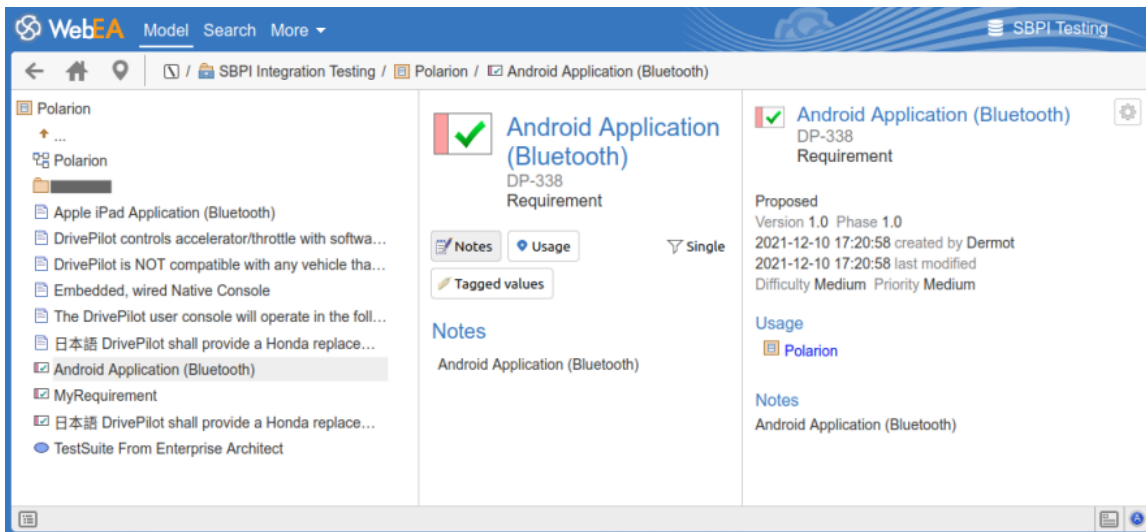 WebEA Model Search More SBPI Testing
/ SBPI Integration Testing / Polarion / Android Application (Bluetooth)
Polarion
...
Polarion
Apple iPad Application (Bluetooth)
DrivePilot controls accelerator/throttle with softwa...
DrivePilot is NOT compatible with any vehicle tha...
Embedded, wired Native Console
The DrivePilot user console will operate in the foll...
日本語 DrivePilot shall provide a Honda replace...
Android Application (Bluetooth)
MyRequirement
日本語 DrivePilot shall provide a Honda replace...
TestSuite From Enterprise Architect
Android Application
(Bluetooth)
DP-338
Requirement
Notes Usage Single
Tagged values
Notes
Android Application (Bluetooth)
Android Application (Bluetooth)
DP-338
Requirement
Proposed
Version 1.0 Phase 1.0
2021-12-10 17:20:58 created by Dermot
2021-12-10 17:20:58 last modified
Difficulty Medium Priority Medium
Usage
Polarion
Notes
Android Application (Bluetooth)